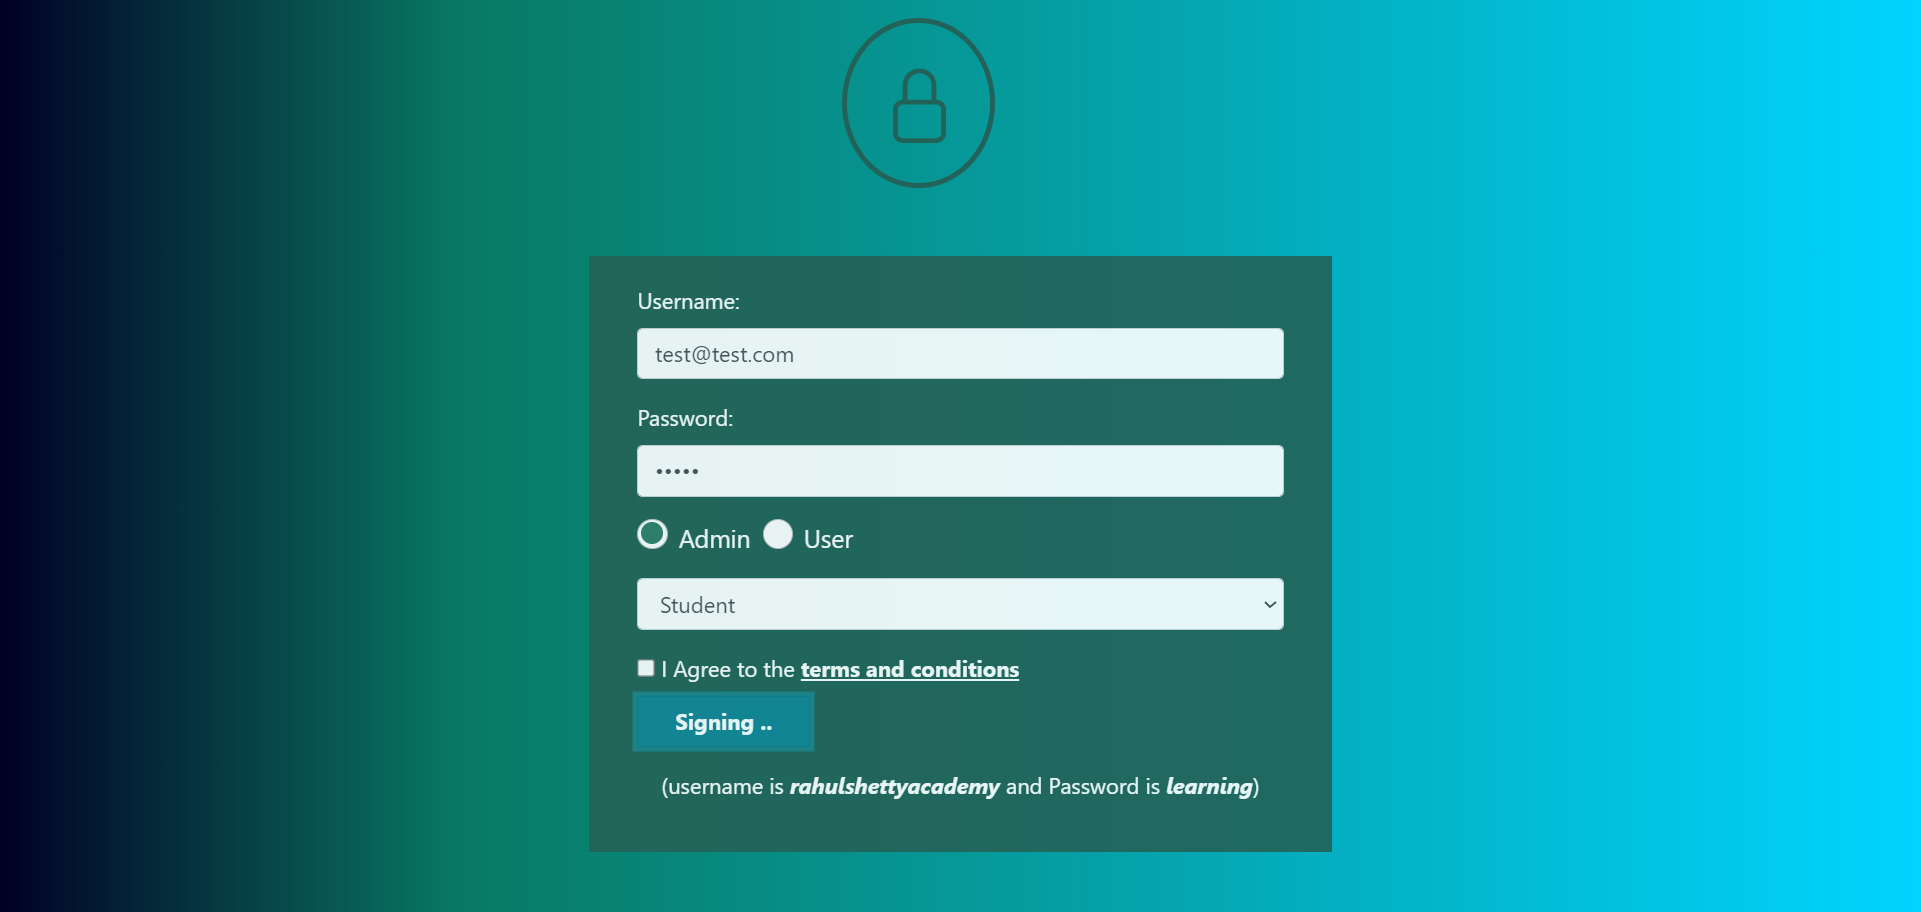 Username:
test@test.com
Password:
•••••
Admin User
Student
I Agree to the terms and conditions
Signing ..
(username is rahulshettyacademy and Password is learning)